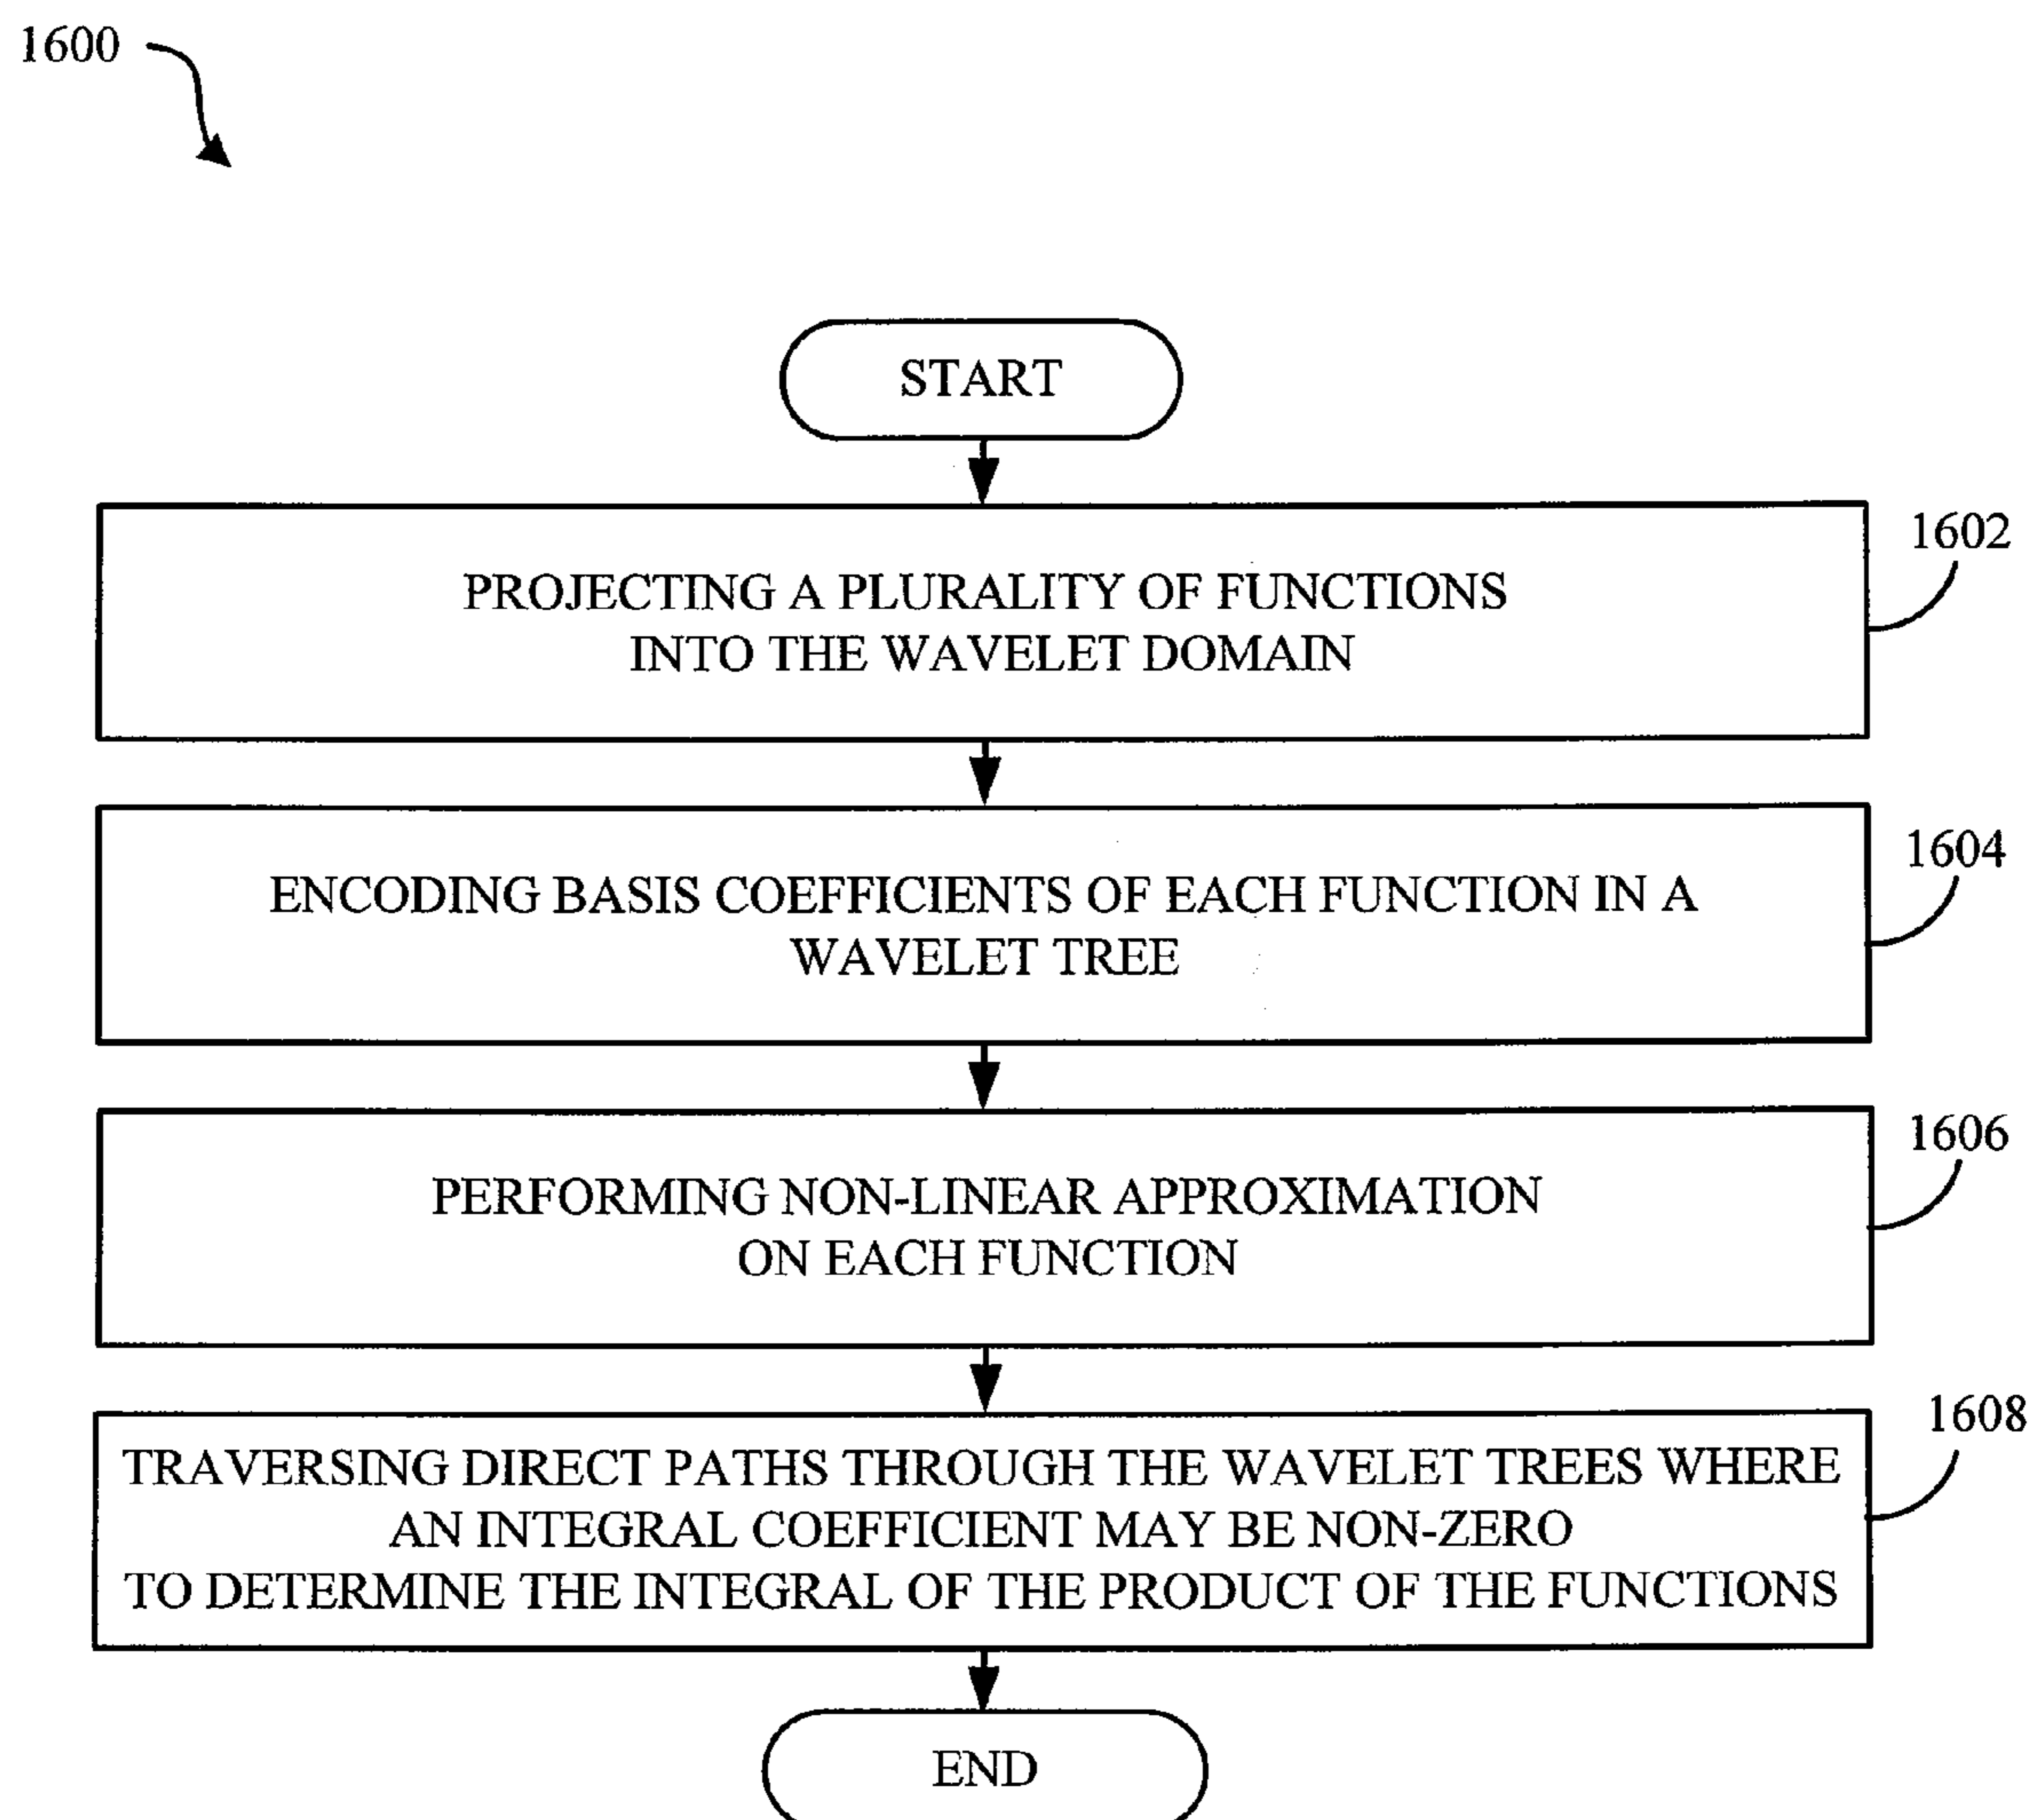 1600
START
1602
PROJECTING A PLURALITY OF FUNCTIONS
INTO THE WAVELET DOMAIN
1604
ENCODING BASIS COEFFICIENTS OF EACH FUNCTION IN A
WAVELET TREE
1606
PERFORMING NON-LINEAR APPROXIMATION
ON EACH FUNCTION
1608
TRAVERSING DIRECT PATHS THROUGH THE WAVELET TREES WHERE
AN INTEGRAL COEFFICIENT MAY BE NON-ZERO
TO DETERMINE THE INTEGRAL OF THE PRODUCT OF THE FUNCTIONS
END